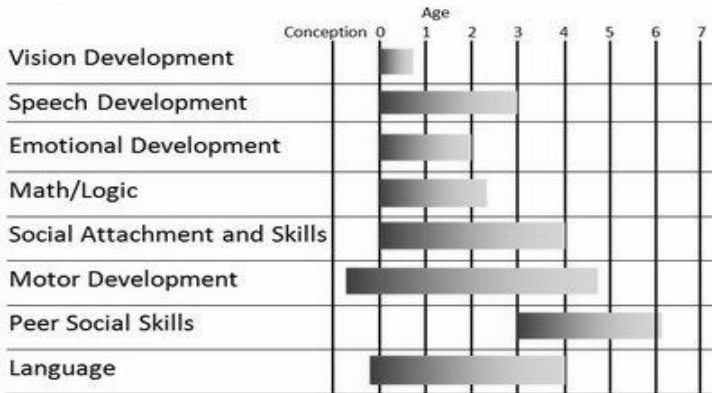 Age
Conception 0 1 2 3 4 5 6 7
Vision Development
Speech Development
Emotional Development
Math/Logic
Social Attachment and Skills
Motor Development
Peer Social Skills
Language